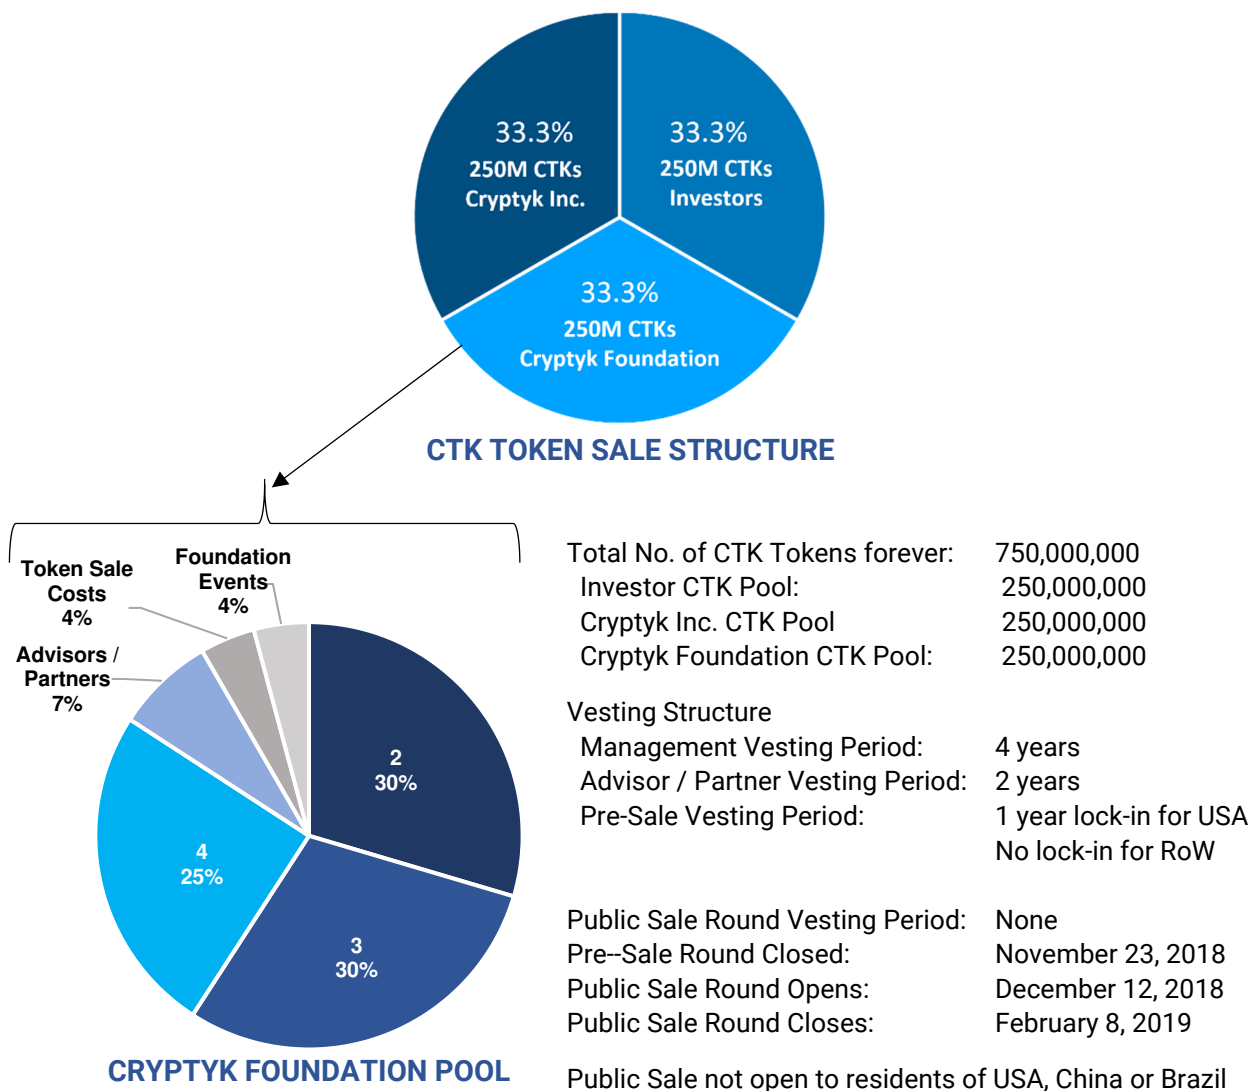 33.3%
250M CTKs
Cryptyk Inc.
33.3%
250M CTKs
Investors
33.3%
250M CTKs
Cryptyk Foundation
CTK TOKEN SALE STRUCTURE
Token Sale
Costs
4%
Foundation
Events
4%
Advisors /
Partners
7%
2
30%
4
25%
3
30%
CRYPTYK FOUNDATION POOL
Total No. of CTK Tokens forever: 750,000,000
Investor CTK Pool: 250,000,000
Cryptyk Inc. CTK Pool 250,000,000
Cryptyk Foundation CTK Pool: 250,000,000
Vesting Structure
Management Vesting Period: 4 years
Advisor / Partner Vesting Period: 2 years
Pre-Sale Vesting Period: 1 year lock-in for USA
No lock-in for RoW
Public Sale Round Vesting Period: None
Pre--Sale Round Closed: November 23, 2018
Public Sale Round Opens: December 12, 2018
Public Sale Round Closes: February 8, 2019
Public Sale not open to residents of USA, China or Brazil